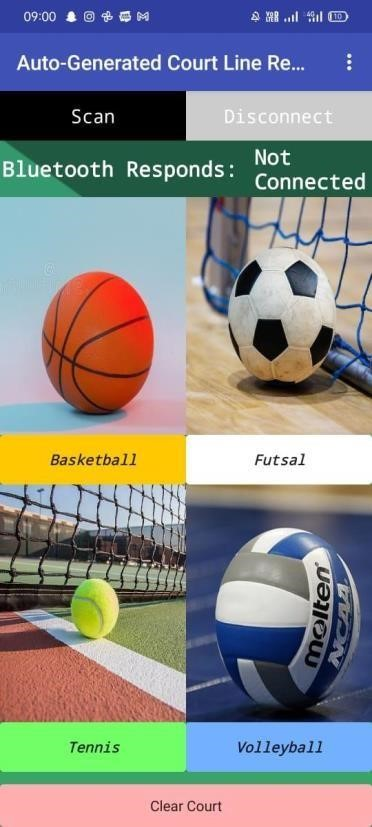 09:00
10
Auto-Generated Court Line Re...
Scan
Disconnect
Bluetooth Responds:
Not
Connected
Basketball
Futsal
molten
NCAA
Tennis
Volleyball
Clear Court